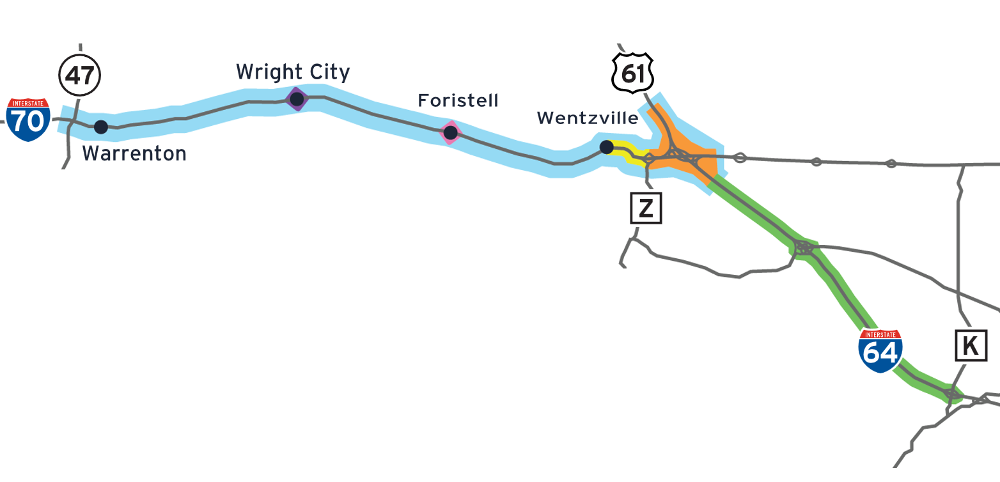 61
47
Wright City
Foristell
INTERSTATE
70
Wentzville
Warrenton
Z
INTERSTATE
64
K